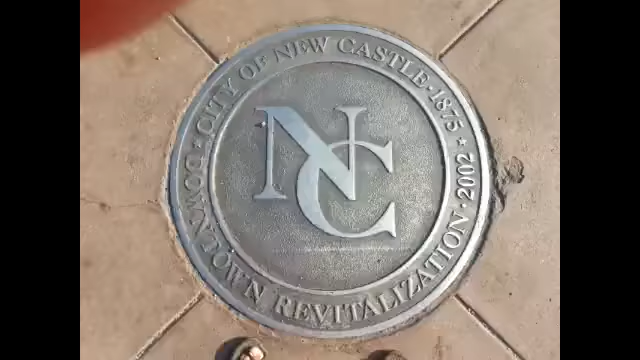 CITY OF NEW CASTLE · 1875
DOWNTOWN REVITALIZATION · 2002
NC